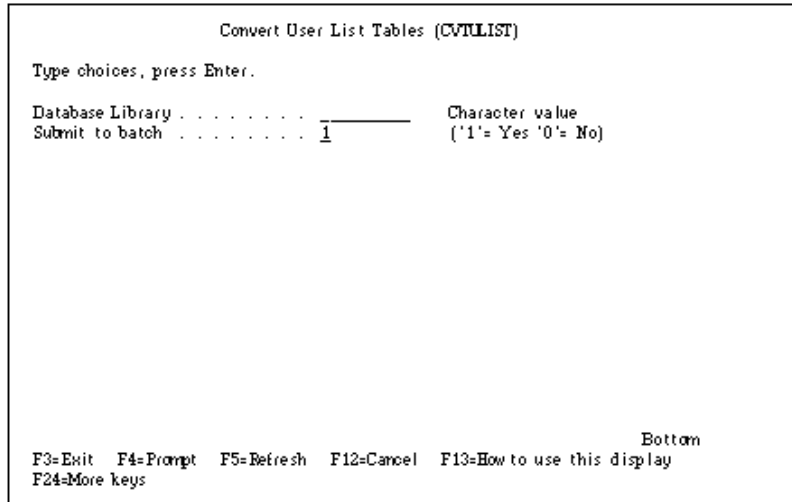 Convert User List Tables (CVTULIST)
Type choices, press Enter.
Database Library . . . . . . . . __________ Character value
Submit to batch . . . . . . . . 1 ('1'= Yes '0'= No)
Bottom
F3=Exit F4=Prompt F5=Refresh F12=Cancel F13=How to use this display
F24=More keys